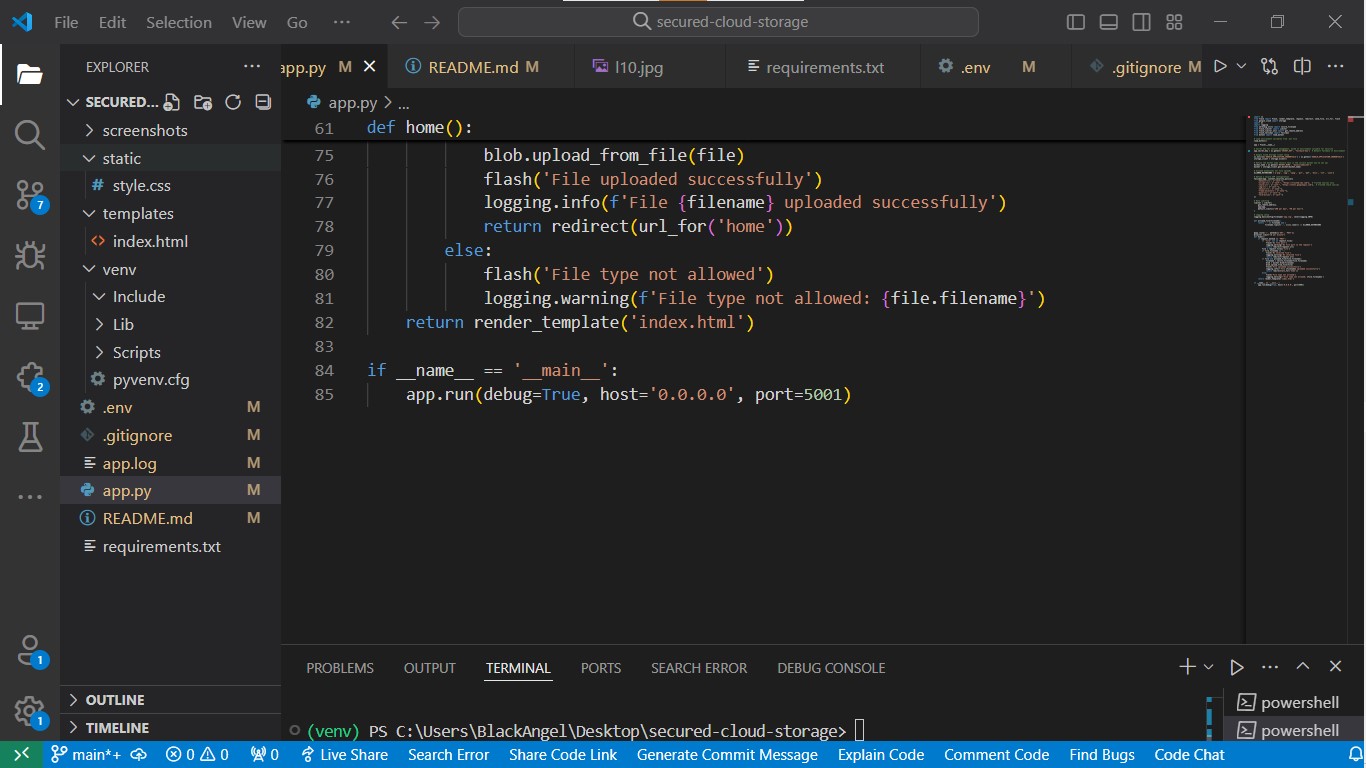 File Edit Selection View Go ··· secured-cloud-storage
EXPLORER ···
SECURED...
screenshots
static
# style.css
templates
<> index.html
venv
Include
Lib
Scripts
pyvenv.cfg
.env M
.gitignore M
app.log M
app.py M
README.md M
requirements.txt
OUTLINE
TIMELINE
app.py M README.md M l10.jpg requirements.txt .env M .gitignore M ···
app.py > ...
61 def home():
75 blob.upload_from_file(file)
76 flash('File uploaded successfully')
77 logging.info(f'File {filename} uploaded successfully')
78 return redirect(url_for('home'))
79 else:
80 flash('File type not allowed')
81 logging.warning(f'File type not allowed: {file.filename}')
82 return render_template('index.html')
83
84 if __name__ == '__main__':
85 app.run(debug=True, host='0.0.0.0', port=5001)
PROBLEMS OUTPUT TERMINAL PORTS SEARCH ERROR DEBUG CONSOLE ···
(venv) PS C:\Users\BlackAngel\Desktop\secured-cloud-storage>
powershell
powershell
7
2
1
1
main*+ 0 0 0 Live Share Search Error Share Code Link Generate Commit Message Explain Code Comment Code Find Bugs Code Chat